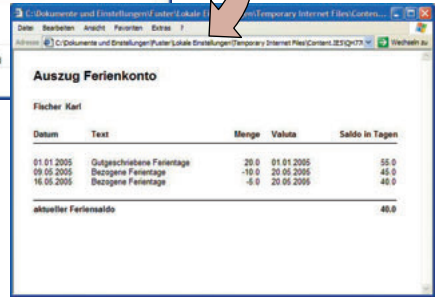 C:\Dokumente und Einstellungen\Fuster\Lokale Ei
Temporary Internet Files\Conten...
Datei Bearbeiten Ansicht Favoriten Extras ?
Adresse C:\Dokumente und Einstellungen\Fuster\Lokale Einstellungen\Temporary Internet Files\Content.IE5\QH77 Wechseln zu
Auszug Ferienkonto
Fischer Karl
Datum Text Menge Valuta Saldo in Tagen
01.01.2005 Gutgeschriebene Ferientage 20.0 01.01.2005 55.0
09.05.2005 Bezogene Ferientage -10.0 20.05.2005 45.0
16.05.2005 Bezogene Ferientage -5.0 20.05.2005 40.0
aktueller Feriensaldo 40.0